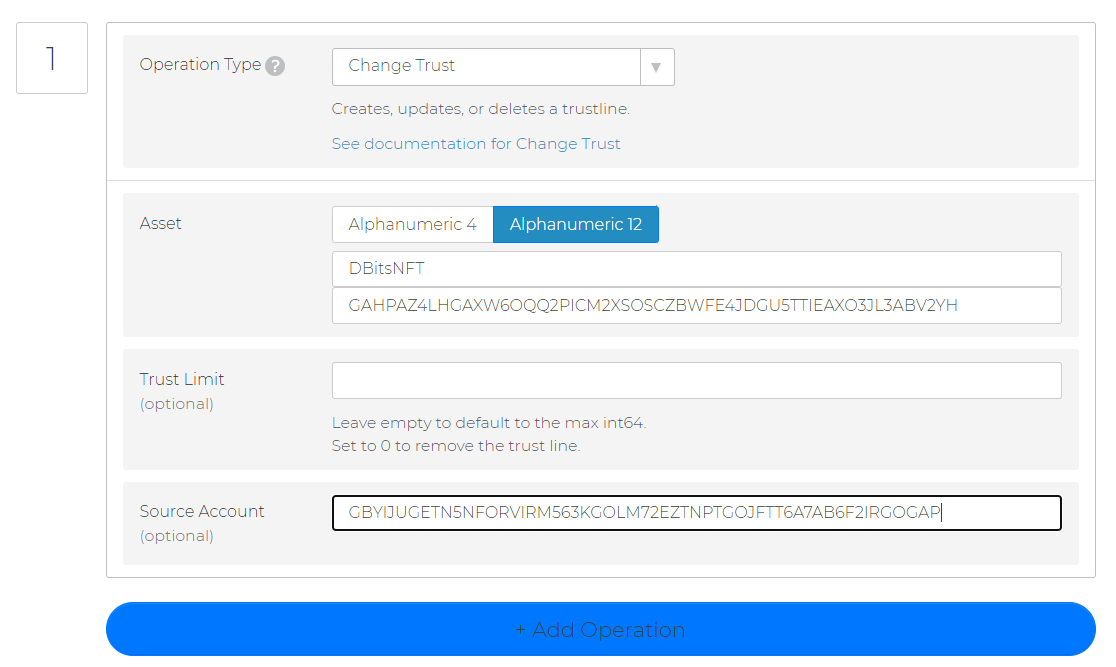 1
Operation Type ?
Change Trust
Creates, updates, or deletes a trustline.
See documentation for Change Trust
Asset
Alphanumeric 4 Alphanumeric 12
DBitsNFT
GAHPAZ4LHGAXW6OQQ2PICM2XSOSCZBWFE4JDGU5TTIEAXO3JL3ABV2YH
Trust Limit
(optional)
Leave empty to default to the max int64.
Set to 0 to remove the trust line.
Source Account
(optional)
GBYIJUGETN5NFORVIRM563KGOLM72EZTNPTGOJFTT6A7AB6F2IRGOGAP
+ Add Operation